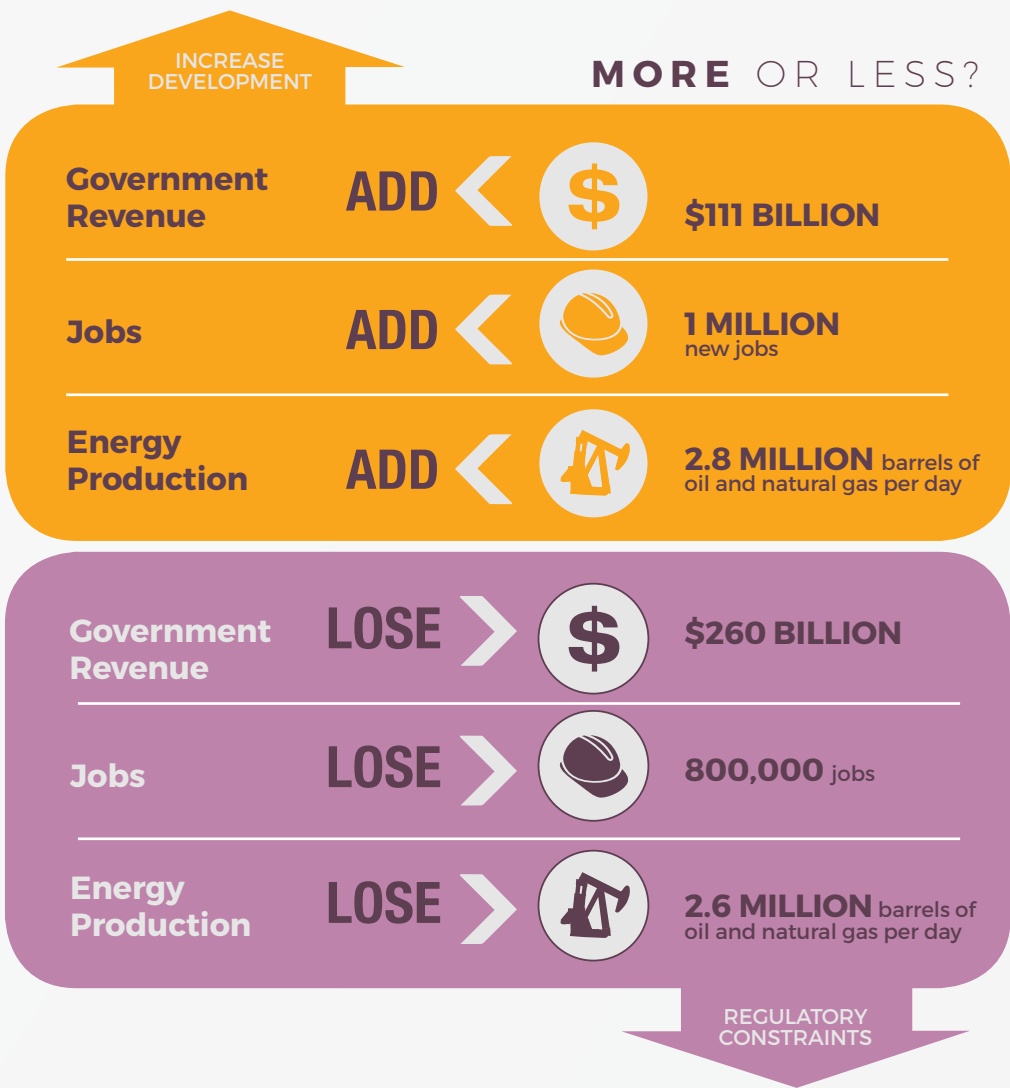 INCREASE
DEVELOPMENT
MORE OR LESS?
Government
Revenue
ADD
$
$111 BILLION
Jobs
ADD
1 MILLION
new jobs
Energy
Production
ADD
2.8 MILLION barrels of
oil and natural gas per day
Government
Revenue
LOSE
$
$260 BILLION
Jobs
LOSE
800,000 jobs
Energy
Production
LOSE
2.6 MILLION barrels of
oil and natural gas per day
REGULATORY
CONSTRAINTS